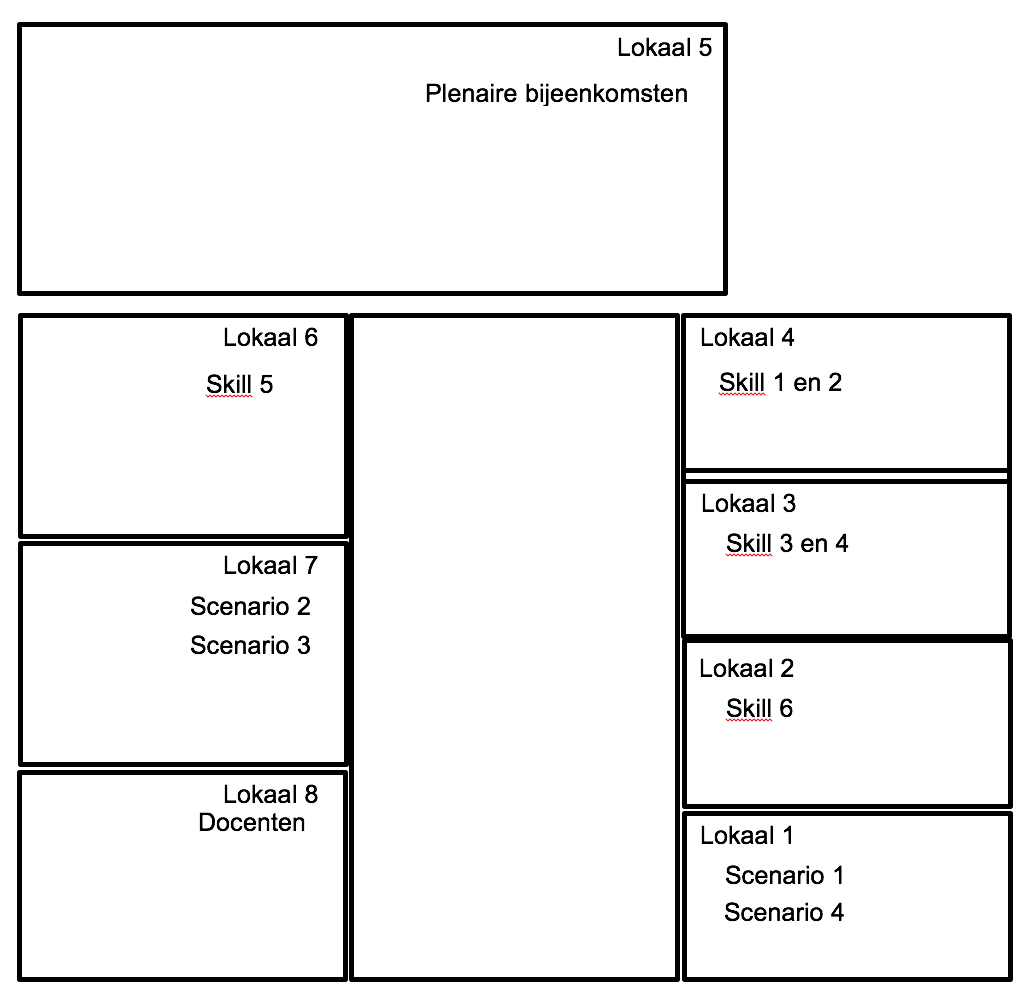 Lokaal 5
Plenaire bijeenkomsten
Lokaal 6
Skill 5
Lokaal 7
Scenario 2
Scenario 3
Lokaal 8
Docenten
Lokaal 4
Skill 1 en 2
Lokaal 3
Skill 3 en 4
Lokaal 2
Skill 6
Lokaal 1
Scenario 1
Scenario 4